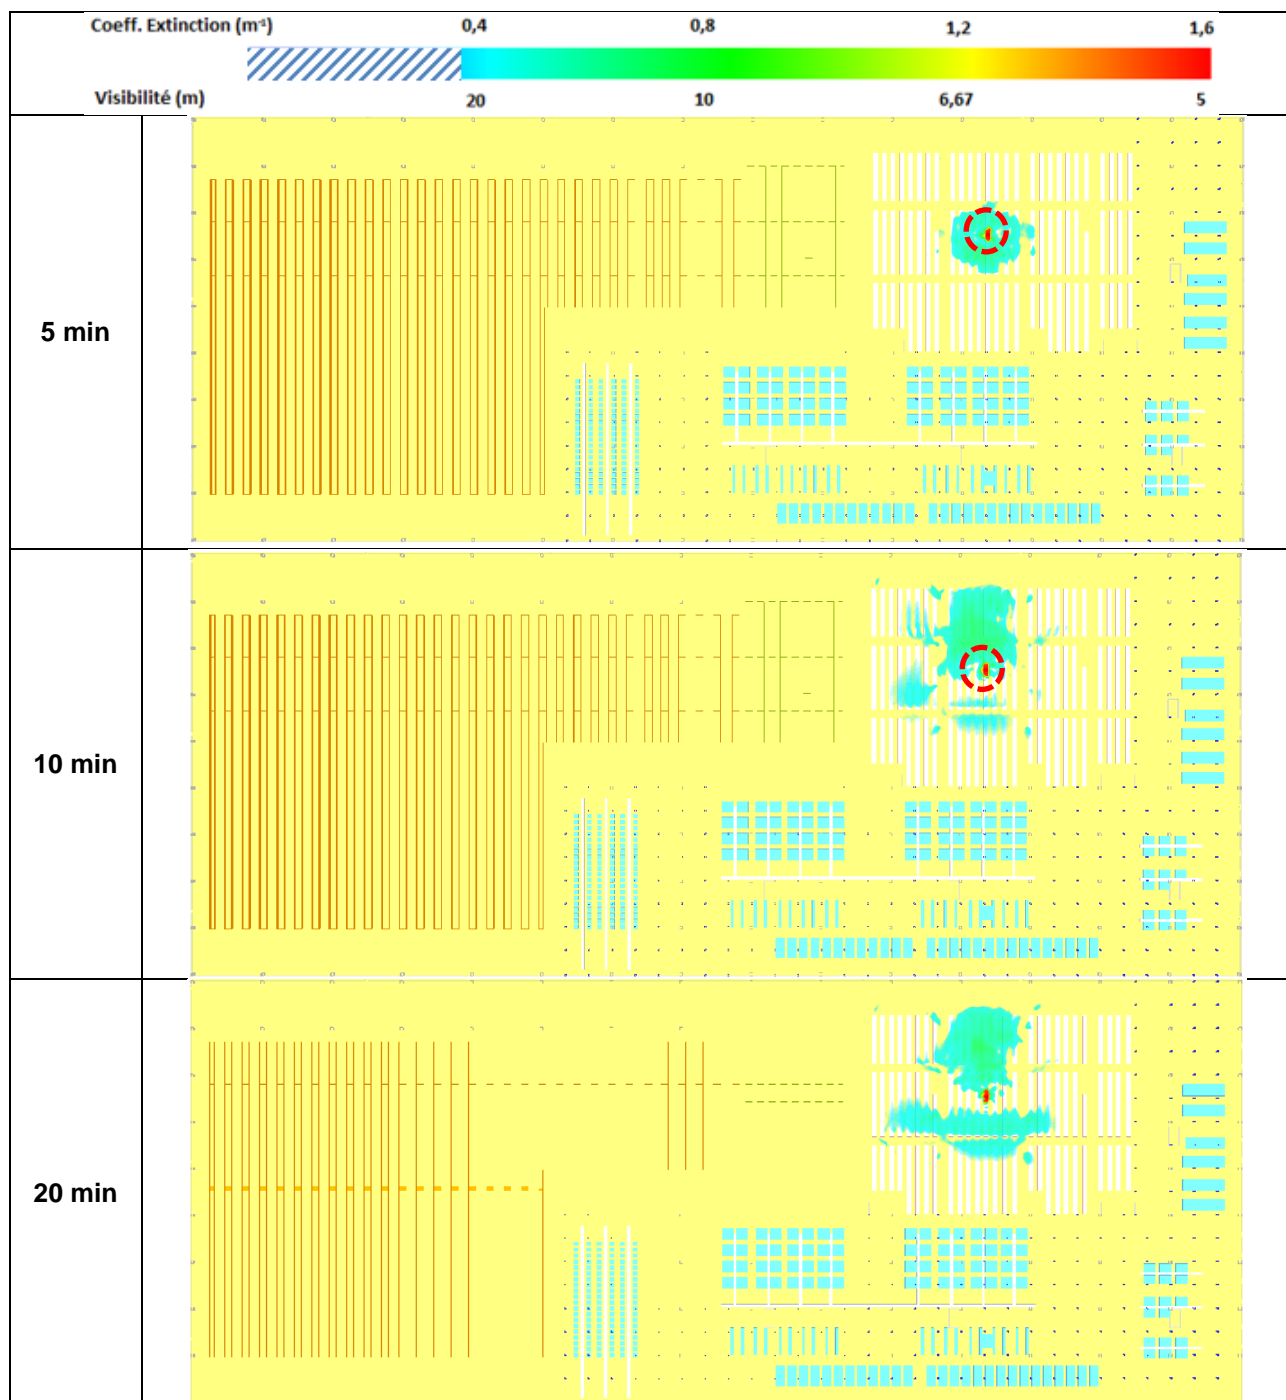 Coeff. Extinction (m⁻¹) 0,4 0,8 1,2 1,6
Visibilité (m) 20 10 6,67 5
5 min
10 min
20 min